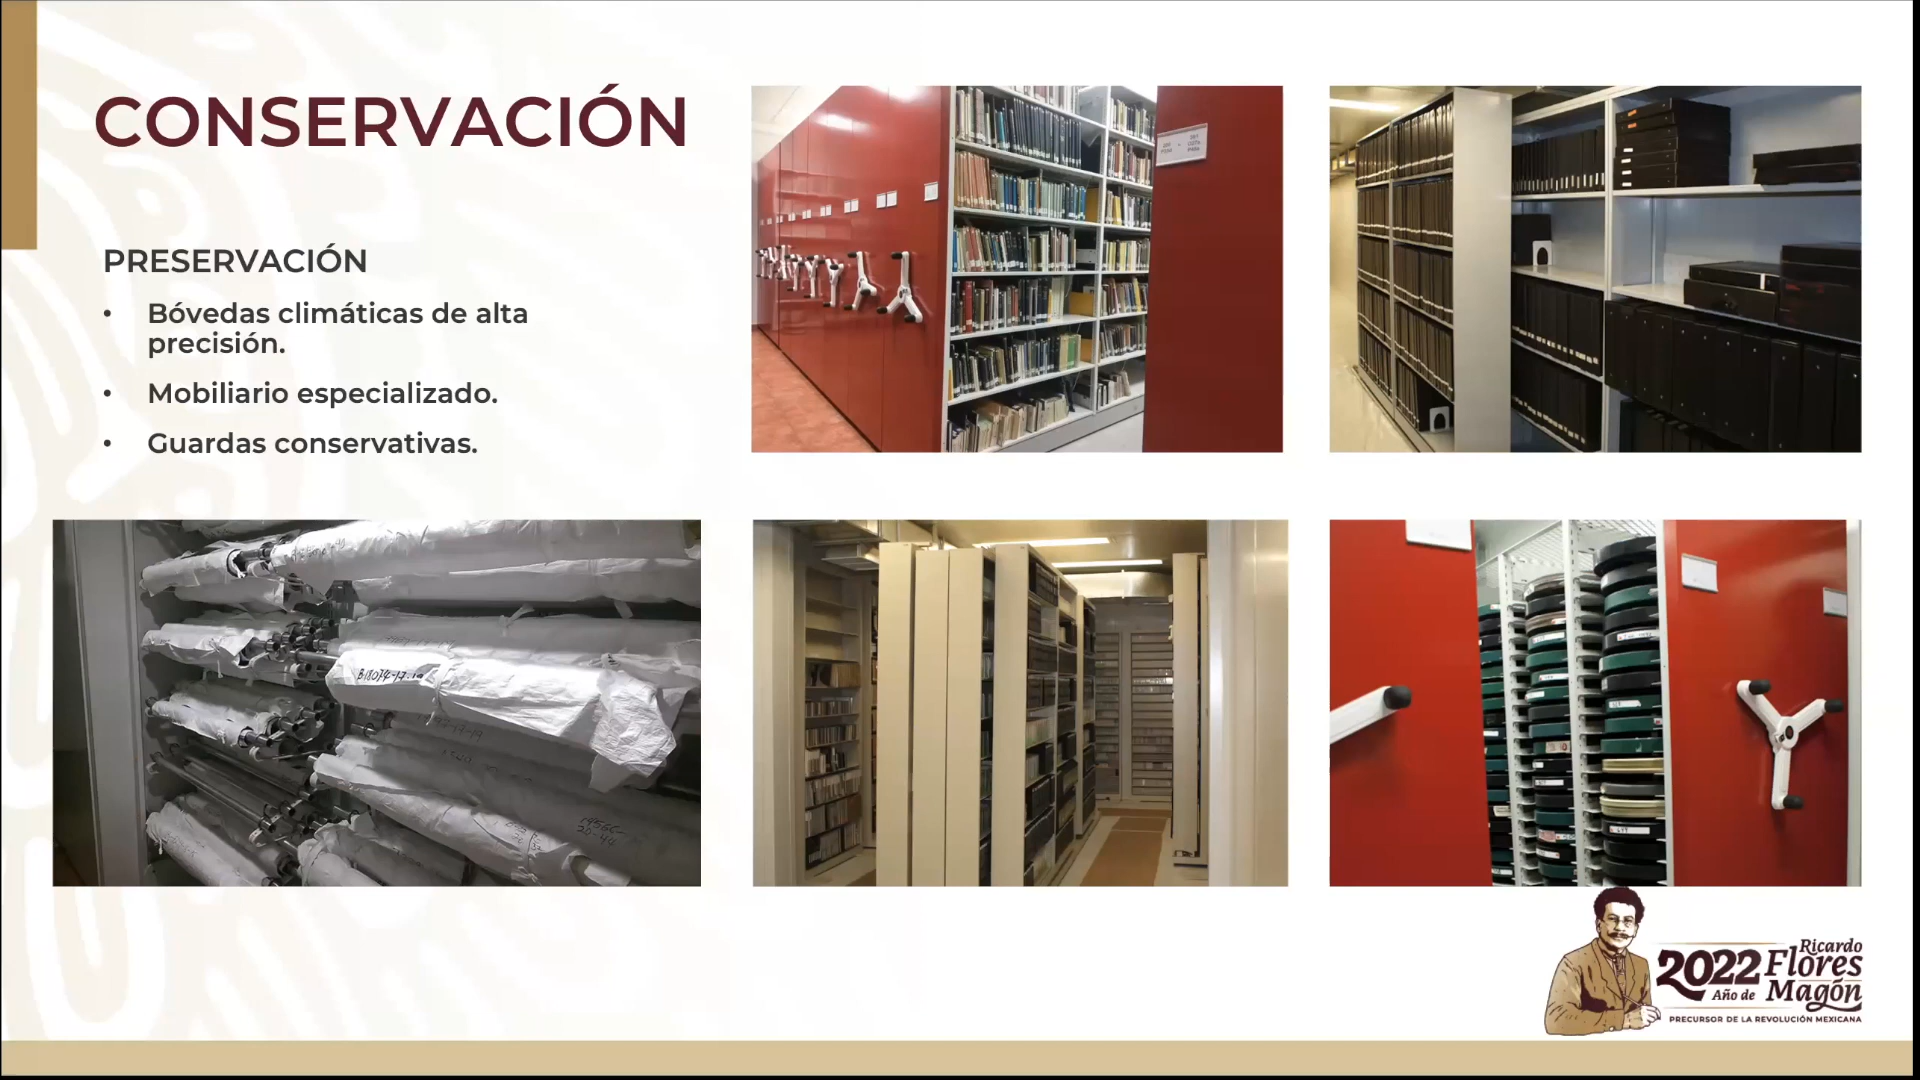 CONSERVACIÓN
PRESERVACIÓN
• Bóvedas climáticas de alta
precisión.
• Mobiliario especializado.
• Guardas conservativas.
2022
Año de
Ricardo
Flores
Magón
PRECURSOR DE LA REVOLUCIÓN MEXICANA